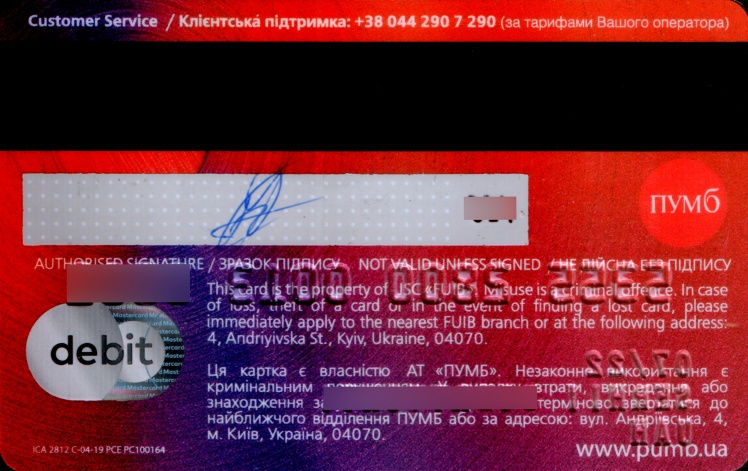 Customer Service / Клієнтська підтримка: +38 044 290 7 290 (за тарифами Вашого оператора)
ПУМБ
AUTHORISED SIGNATURE / ЗРАЗОК ПІДПИСУ NOT VALID UNLESS SIGNED / НЕ ДІЙСНА БЕЗ ПІДПИСУ
This card is the property of JSC «FUIB». Misuse is a criminal offence. In case
of loss, theft of a card or in the event of finding a lost card, please
immediately apply to the nearest FUIB branch or at the following address:
4, Andriyivska St., Kyiv, Ukraine, 04070.
debit
Ця картка є власністю АТ «ПУМБ». Незаконне використання є
кримінальним порушенням. У випадку втрати, викрадення або
знаходження терміново зверватися до
найближчого відділення ПУМБ або за адресою: вул. Андріївська, 4,
м. Київ, Україна, 04070.
ICA 2812 C-04-19 PCE PC100164
www.pumb.ua